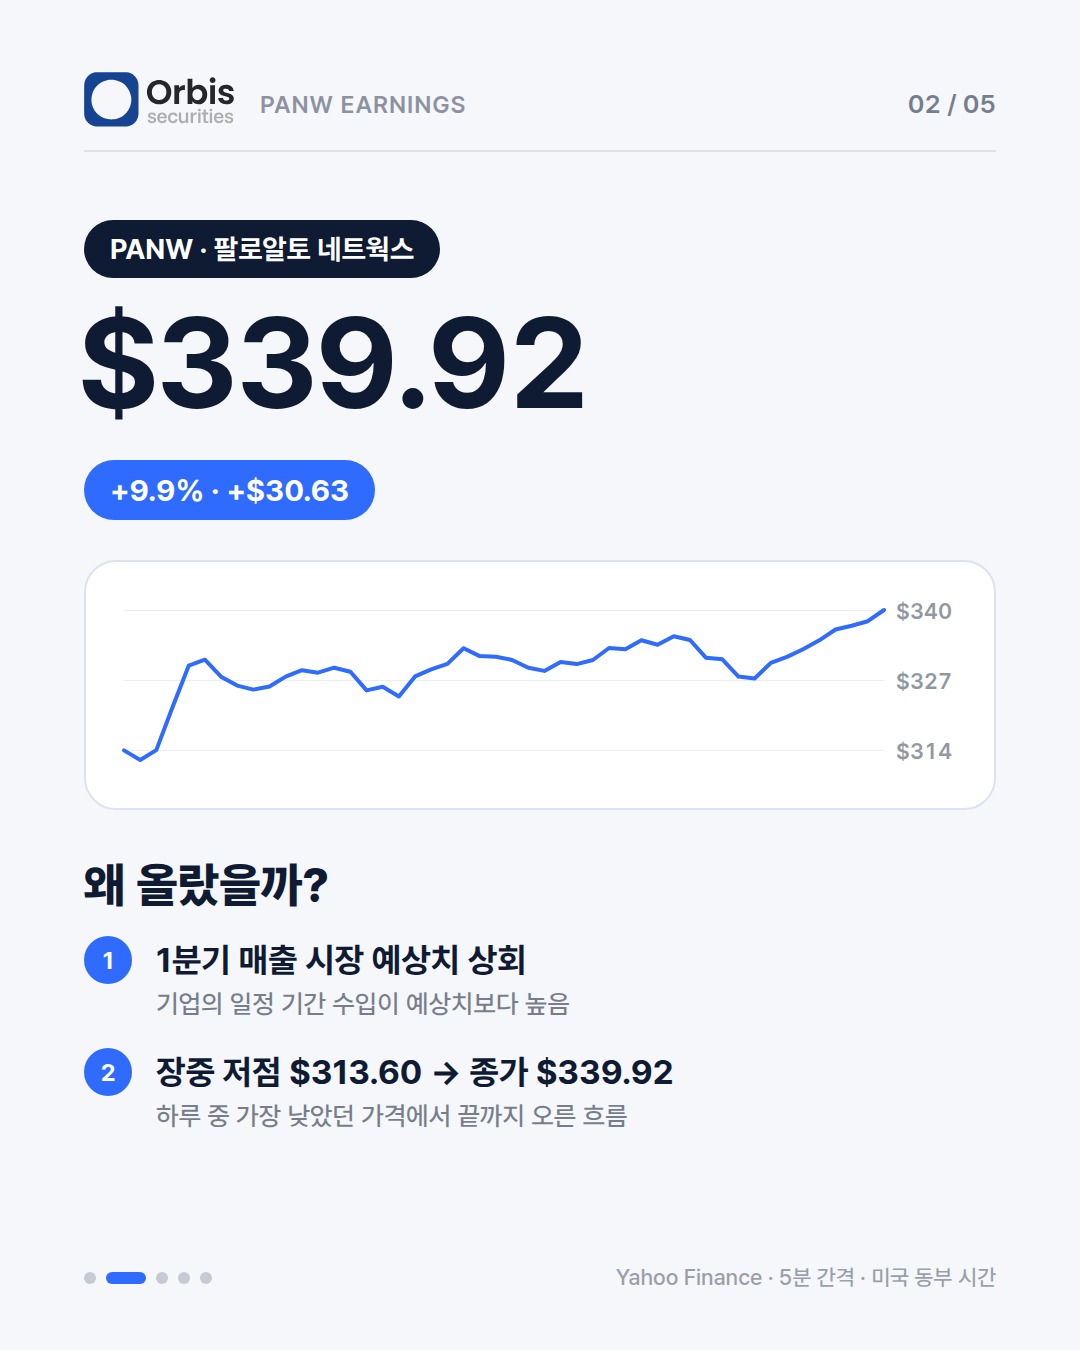 Orbis
securities
PANW EARNINGS
02 / 05
PANW · 팔로알토 네트웍스
$339.92
+9.9% · +$30.63
$340
$327
$314
왜 올랐을까?
1
1분기 매출 시장 예상치 상회
기업의 일정 기간 수입이 예상치보다 높음
2
장중 저점 $313.60 → 종가 $339.92
하루 중 가장 낮았던 가격에서 끝까지 오른 흐름
Yahoo Finance · 5분 간격 · 미국 동부 시간